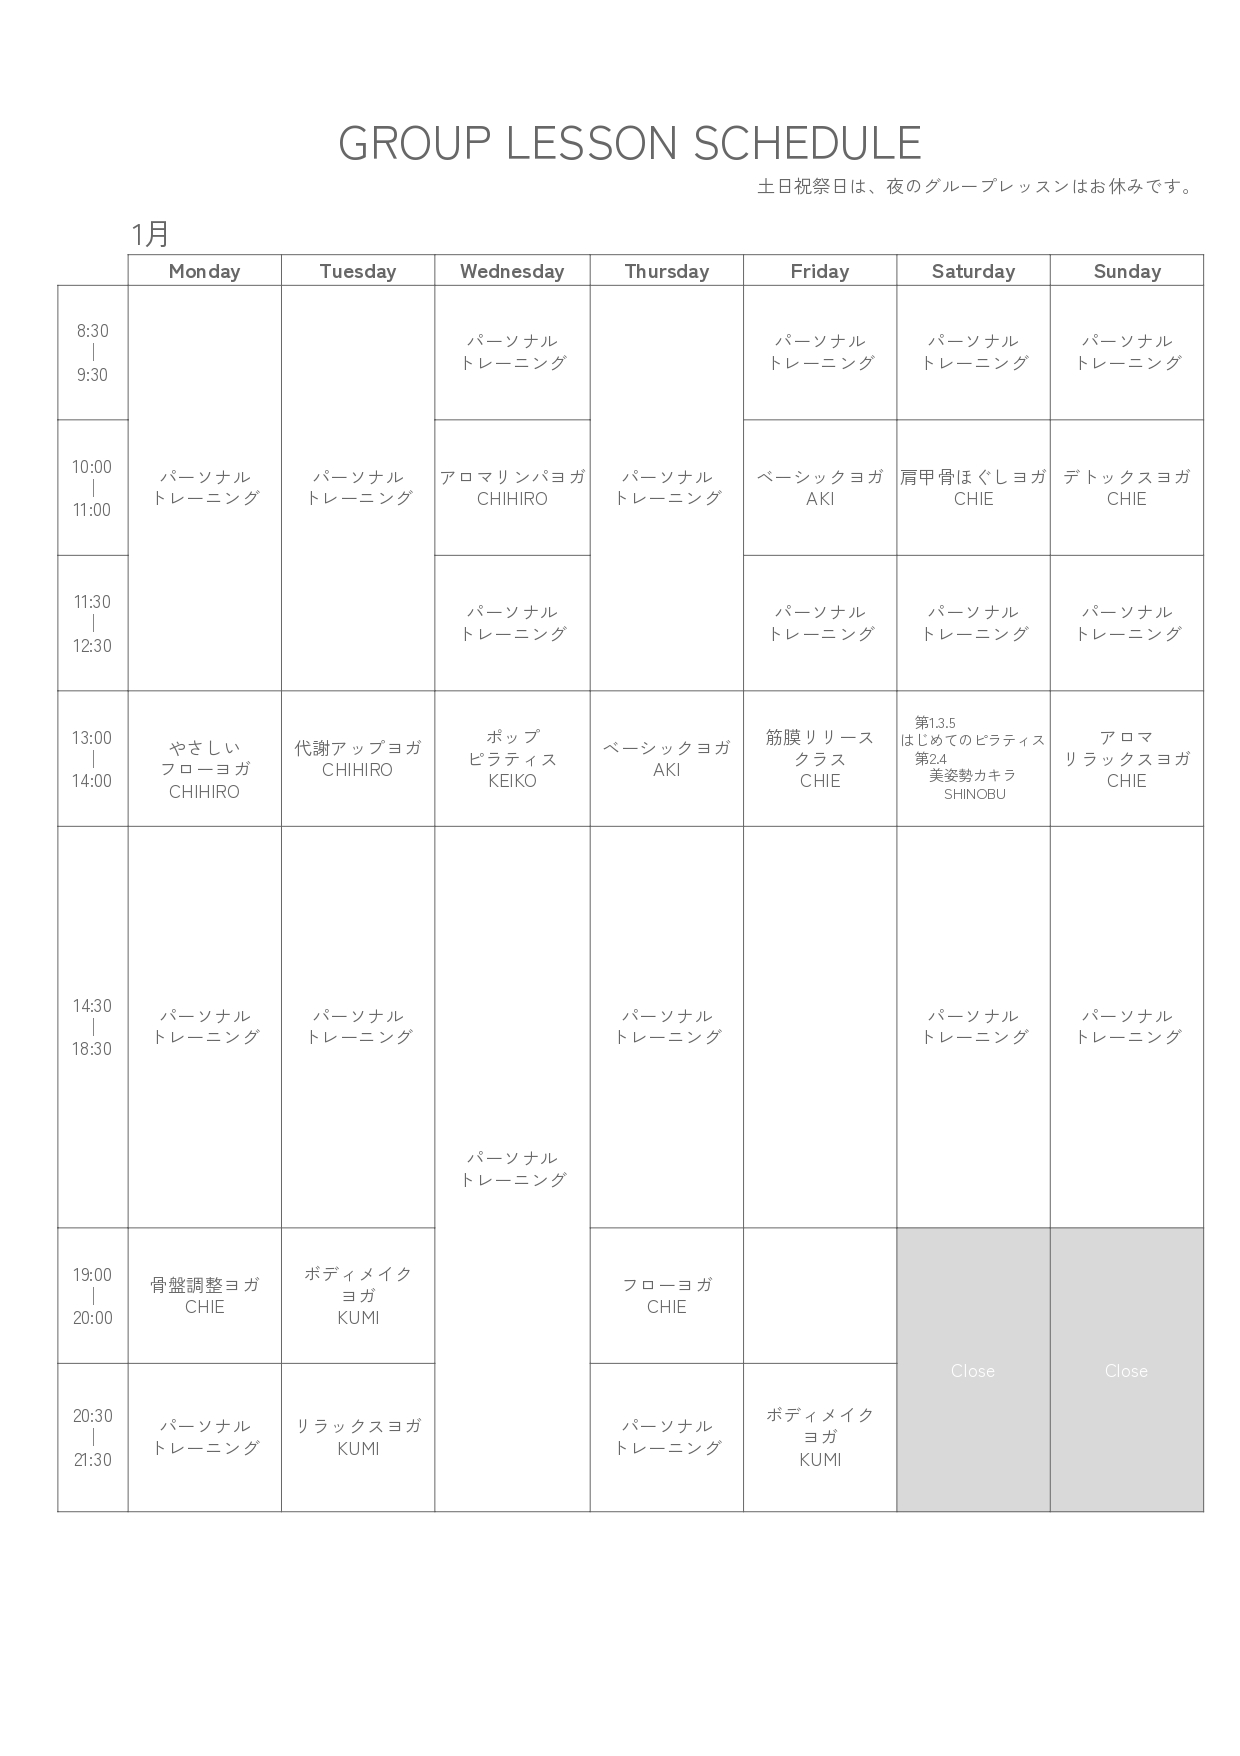 GROUP LESSON SCHEDULE
土日祝祭日は、夜のグループレッスンはお休みです。
1月
Monday
Tuesday
Wednesday
Thursday
Friday
Saturday
Sunday
8:30
|
9:30
パーソナル
トレーニング
パーソナル
トレーニング
パーソナル
トレーニング
パーソナル
トレーニング
10:00
|
11:00
パーソナル
トレーニング
パーソナル
トレーニング
アロマリンパヨガ
CHIHIRO
パーソナル
トレーニング
ベーシックヨガ
AKI
肩甲骨ほぐしヨガ
CHIE
デトックスヨガ
CHIE
11:30
|
12:30
パーソナル
トレーニング
パーソナル
トレーニング
パーソナル
トレーニング
パーソナル
トレーニング
13:00
|
14:00
やさしい
フローヨガ
CHIHIRO
代謝アップヨガ
CHIHIRO
ポップ
ピラティス
KEIKO
ベーシックヨガ
AKI
筋膜リリース
クラス
CHIE
第1.3.5
はじめてのピラティス
第2.4
美姿勢カキラ
SHINOBU
アロマ
リラックスヨガ
CHIE
14:30
|
18:30
パーソナル
トレーニング
パーソナル
トレーニング
パーソナル
トレーニング
パーソナル
トレーニング
パーソナル
トレーニング
パーソナル
トレーニング
19:00
|
20:00
骨盤調整ヨガ
CHIE
ボディメイク
ヨガ
KUMI
フローヨガ
CHIE
Close
Close
20:30
|
21:30
パーソナル
トレーニング
リラックスヨガ
KUMI
パーソナル
トレーニング
ボディメイク
ヨガ
KUMI